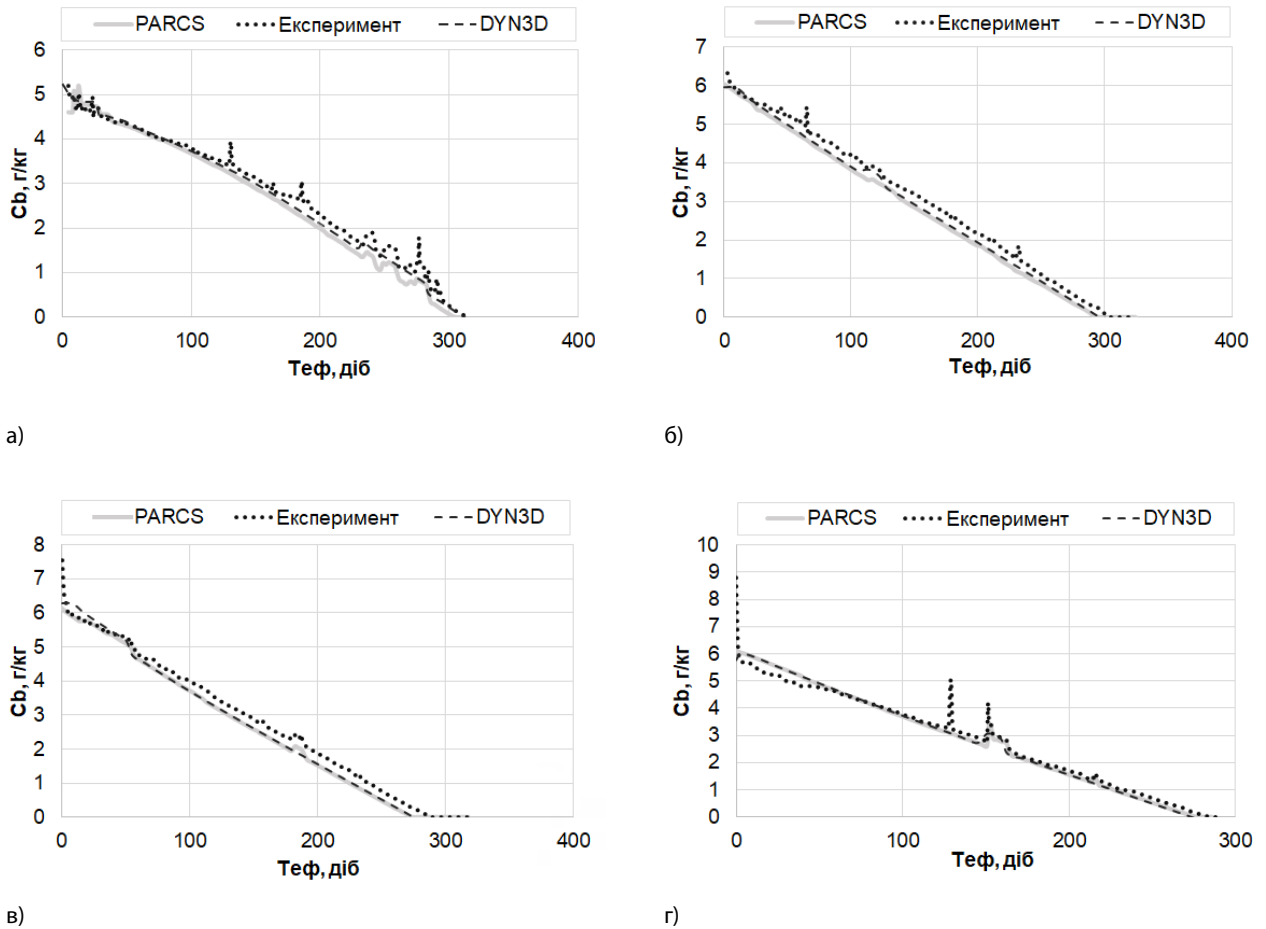 PARCS Експеримент DYN3D
6
5
4
3
2
1
0
Cb, г/кг
0 100 200 300 400
Теф, діб
а)
PARCS Експеримент DYN3D
7
6
5
4
3
2
1
0
Cb, г/кг
0 100 200 300 400
Теф, діб
б)
PARCS Експеримент DYN3D
8
7
6
5
4
3
2
1
0
Cb, г/кг
0 100 200 300 400
Теф, діб
в)
PARCS Експеримент DYN3D
10
9
8
7
6
5
4
3
2
1
0
Cb, г/кг
0 100 200 300
Теф, діб
г)